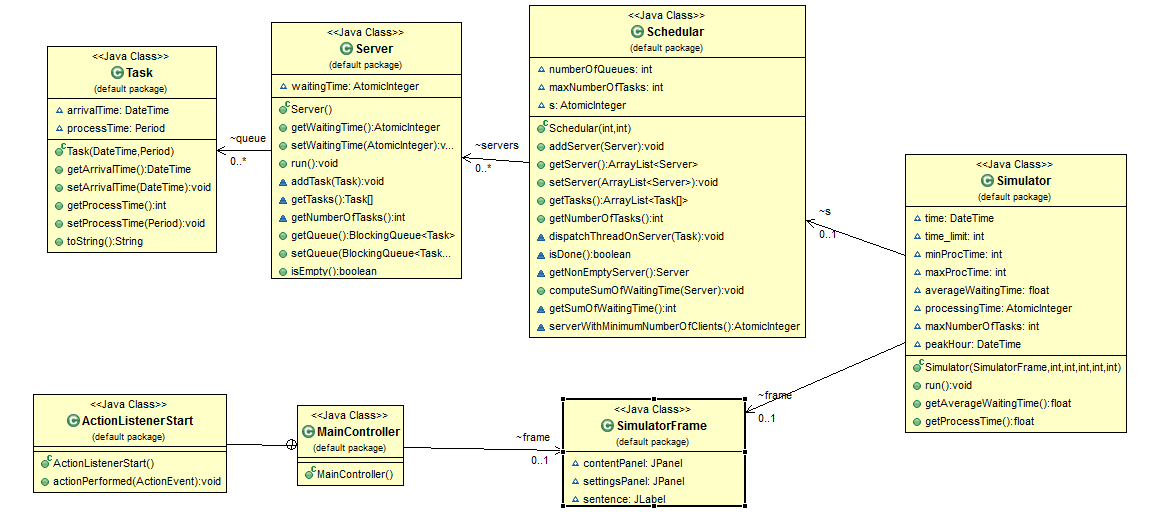 <<Java Class>>
Task
(default package)
arrivalTime: DateTime
processTime: Period
Task(DateTime,Period)
getArrivalTime():DateTime
setArrivalTime(DateTime):void
getProcessTime():int
setProcessTime(Period):void
toString():String
~queue
0..*
<<Java Class>>
Server
(default package)
waitingTime: AtomicInteger
Server()
getWaitingTime():AtomicInteger
setWaitingTime(AtomicInteger):v...
run():void
addTask(Task):void
getTasks():Task[]
getNumberOfTasks():int
getQueue():BlockingQueue<Task>
setQueue(BlockingQueue<Task...
isEmpty():boolean
~servers
0..*
<<Java Class>>
Schedular
(default package)
numberOfQueues: int
maxNumberOfTasks: int
s: AtomicInteger
Schedular(int,int)
addServer(Server):void
getServer():ArrayList<Server>
setServer(ArrayList<Server>):void
getTasks():ArrayList<Task[]>
getNumberOfTasks():int
dispatchThreadOnServer(Task):void
isDone():boolean
getNonEmptyServer():Server
computeSumOfWaitingTime(Server):void
getSumOfWaitingTime():int
serverWithMinimumNumberOfClients():AtomicInteger
~s
0..1
<<Java Class>>
Simulator
(default package)
time: DateTime
time_limit: int
minProcTime: int
maxProcTime: int
averageWaitingTime: float
processingTime: AtomicInteger
maxNumberOfTasks: int
peakHour: DateTime
Simulator(SimulatorFrame,int,int,int,int,int)
run():void
getAverageWaitingTime():float
getProcessTime():float
~frame
0..1
<<Java Class>>
ActionListenerStart
(default package)
ActionListenerStart()
actionPerformed(ActionEvent):void
<<Java Class>>
MainController
(default package)
MainController()
~frame
0..1
<<Java Class>>
SimulatorFrame
(default package)
contentPanel: JPanel
settingsPanel: JPanel
sentence: JLabel